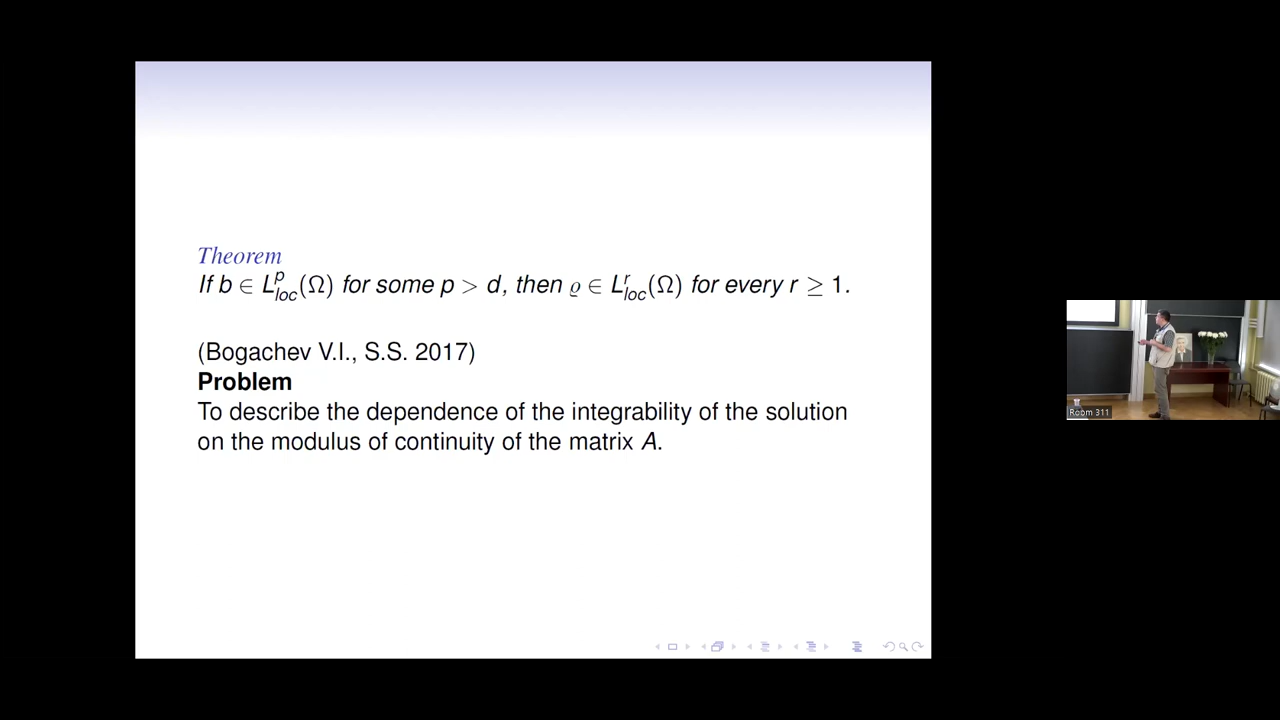 Theorem
If b ∈ L^p_loc(Ω) for some p > d, then ϱ ∈ L^r_loc(Ω) for every r ≥ 1.
(Bogachev V.I., S.S. 2017)
Problem
To describe the dependence of the integrability of the solution
on the modulus of continuity of the matrix A.
Room 311